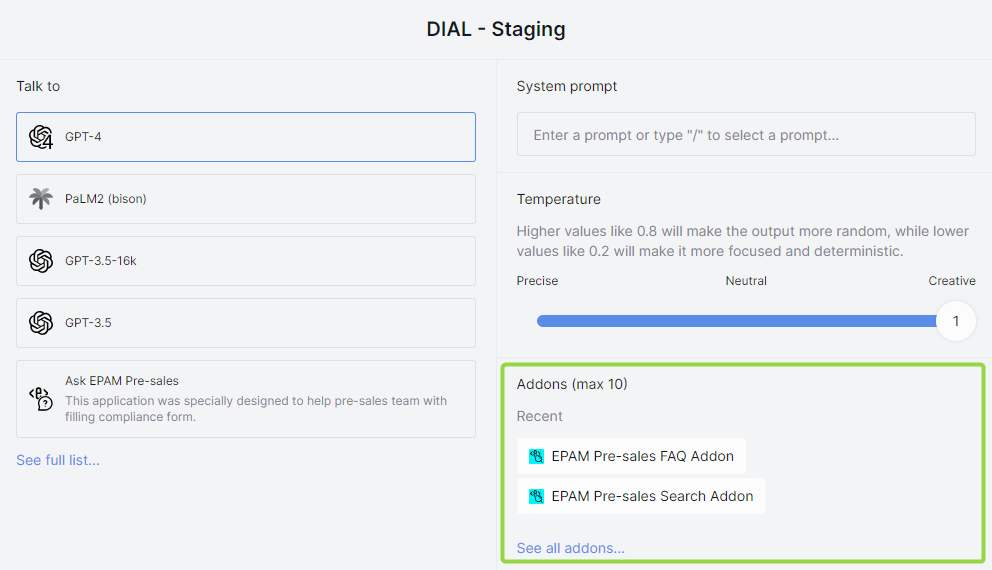 DIAL - Staging
Talk to
GPT-4
PaLM2 (bison)
GPT-3.5-16k
GPT-3.5
Ask EPAM Pre-sales
This application was specially designed to help pre-sales team with
filling compliance form.
See full list...
System prompt
Enter a prompt or type "/" to select a prompt...
Temperature
Higher values like 0.8 will make the output more random, while lower
values like 0.2 will make it more focused and deterministic.
Precise Neutral Creative
1
Addons (max 10)
Recent
EPAM Pre-sales FAQ Addon
EPAM Pre-sales Search Addon
See all addons...